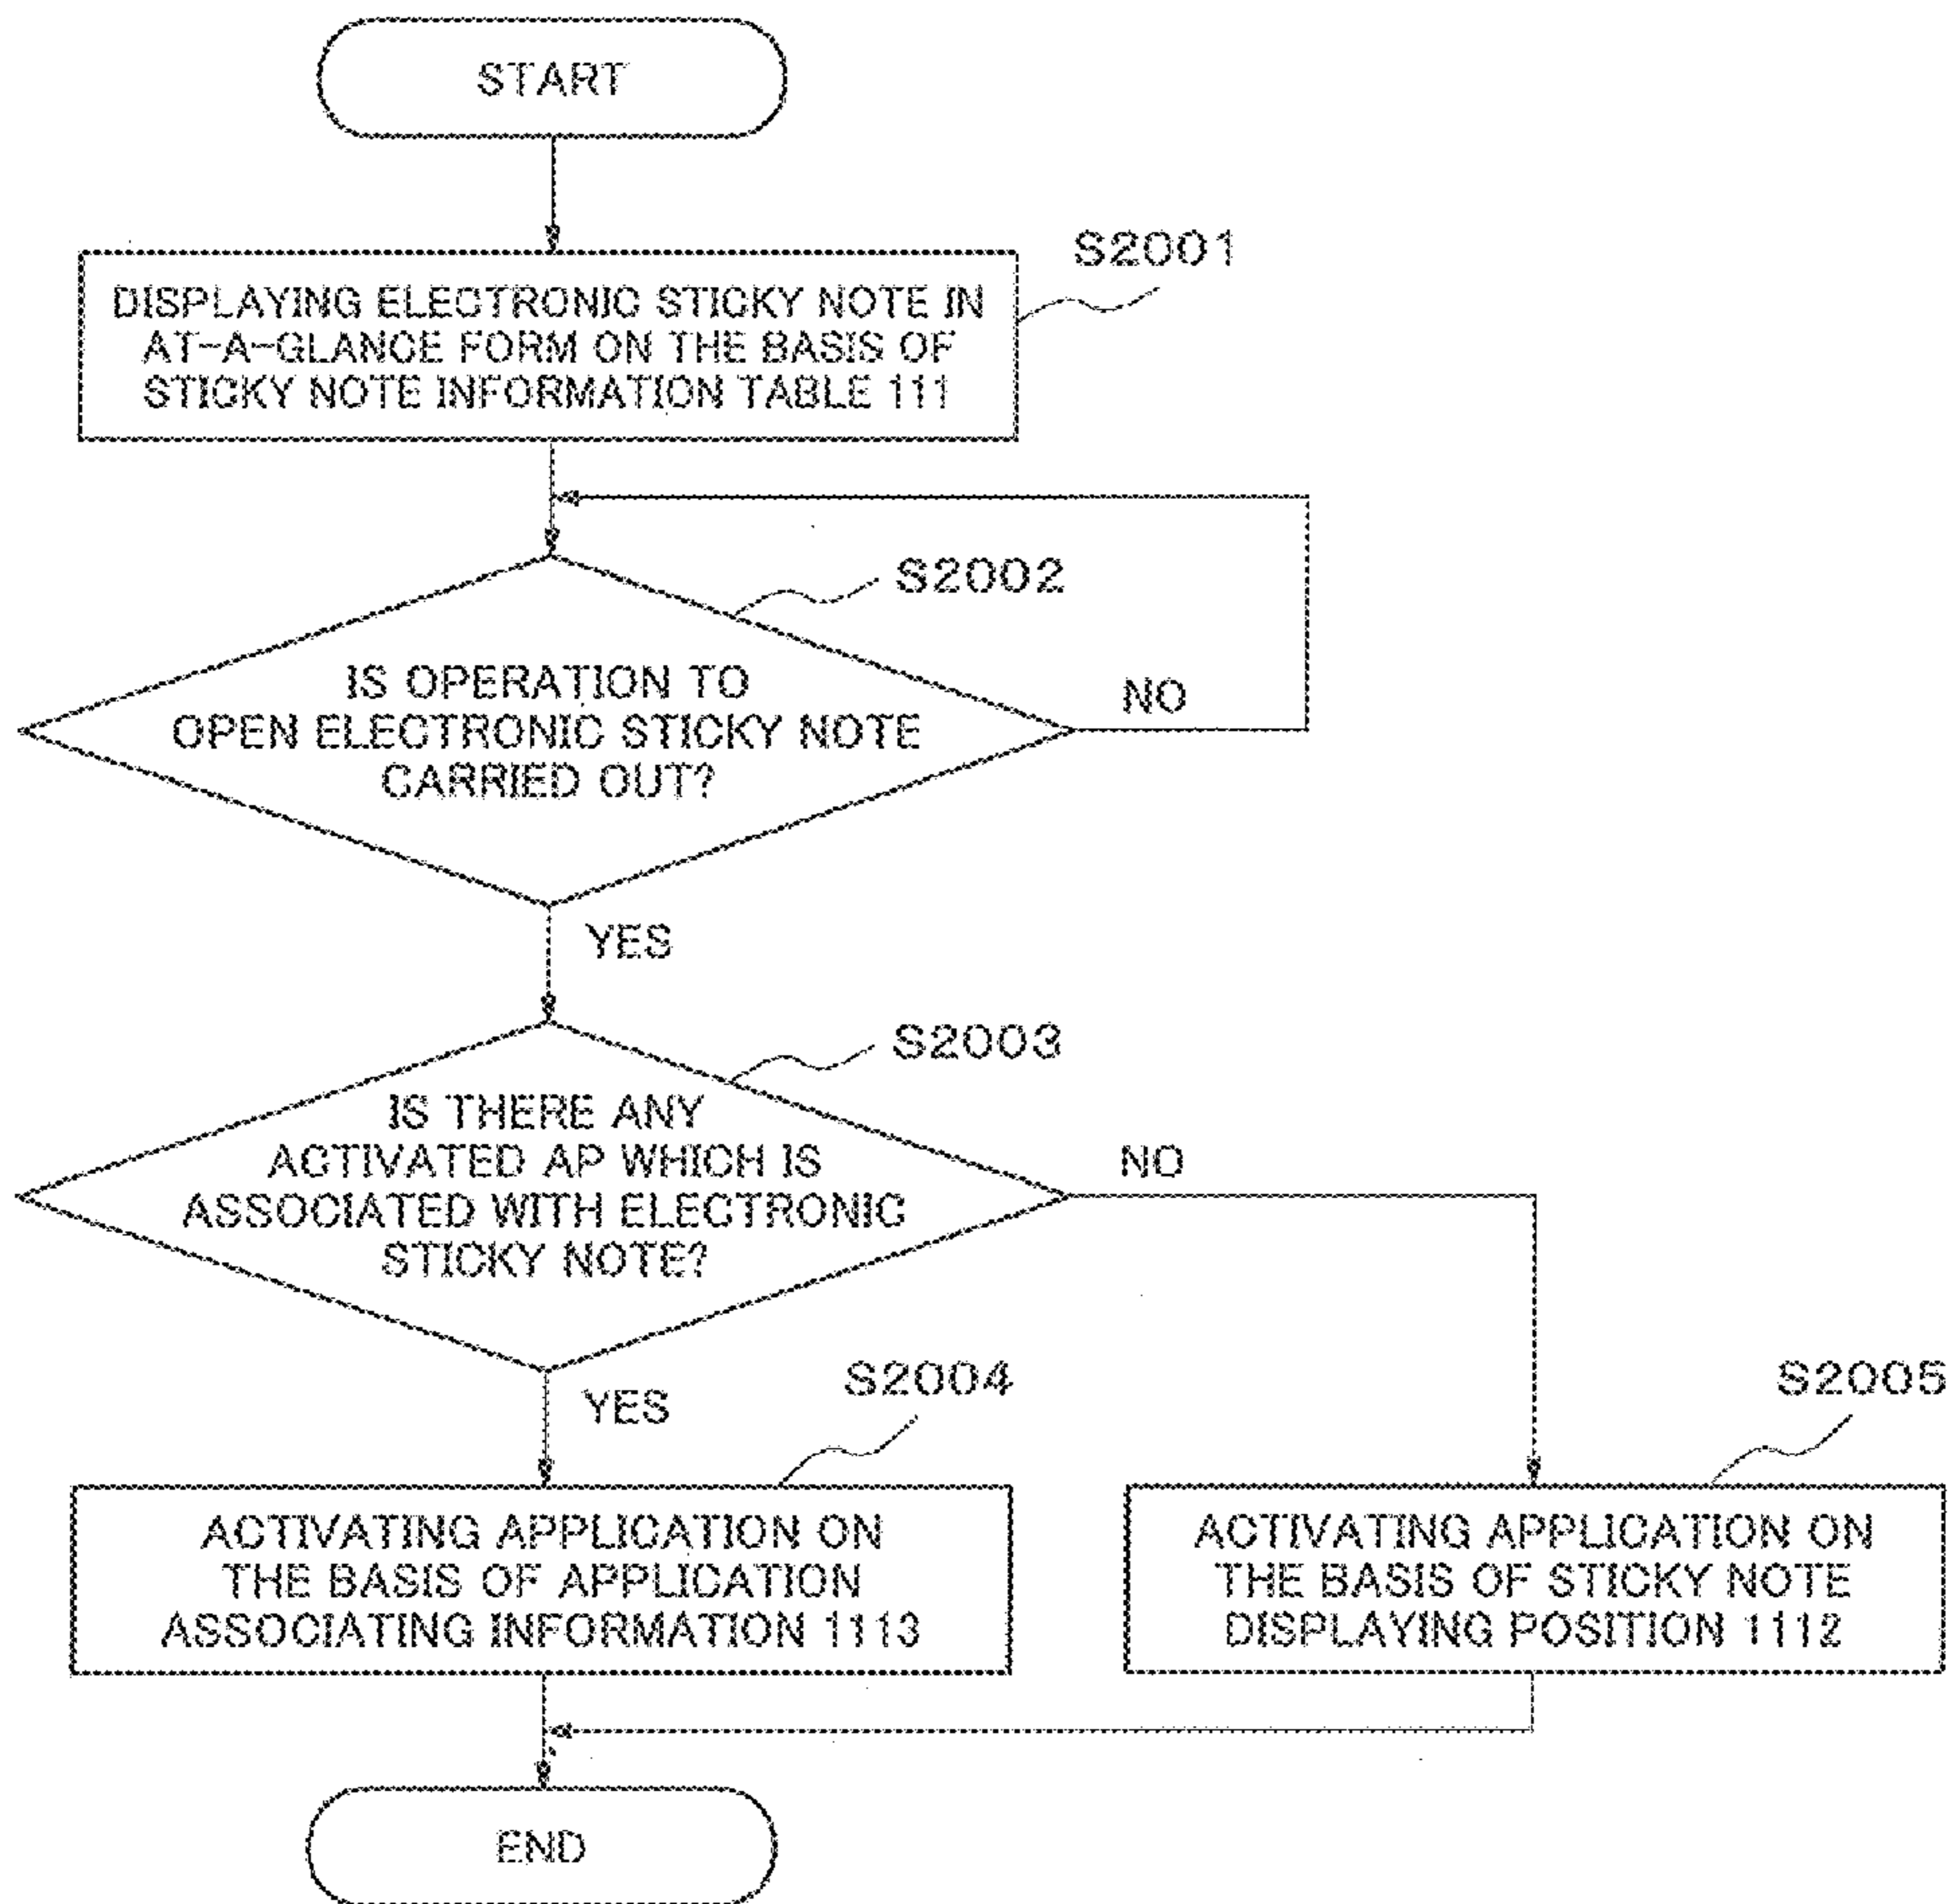 START
S2001
DISPLAYING ELECTRONIC STICKY NOTE IN
AT-A-GLANCE FORM ON THE BASIS OF
STICKY NOTE INFORMATION TABLE 111
S2002
IS OPERATION TO
OPEN ELECTRONIC STICKY NOTE
CARRIED OUT?
NO
YES
S2003
IS THERE ANY
ACTIVATED AP WHICH IS
ASSOCIATED WITH ELECTRONIC
STICKY NOTE?
NO
YES
S2004
ACTIVATING APPLICATION ON
THE BASIS OF APPLICATION
ASSOCIATING INFORMATION 1113
S2005
ACTIVATING APPLICATION ON
THE BASIS OF STICKY NOTE
DISPLAYING POSITION 1112
END